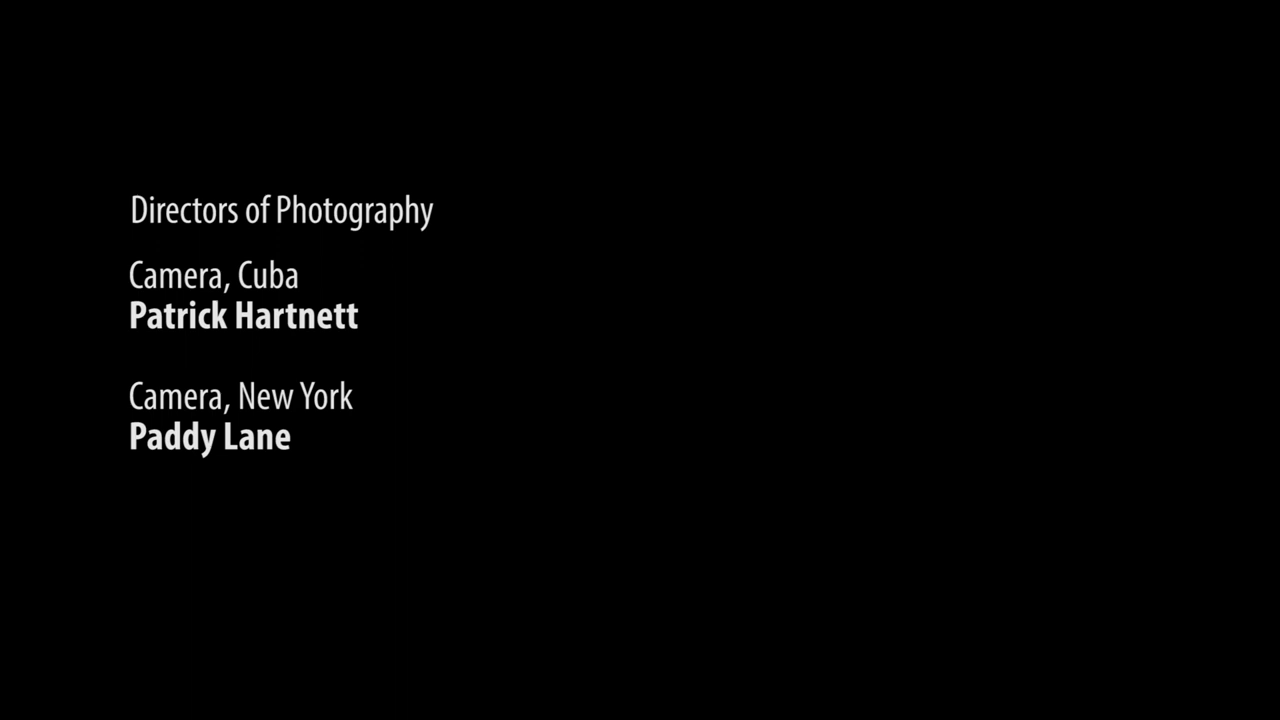 Directors of Photography
Camera, Cuba
Patrick Hartnett
Camera, New York
Paddy Lane